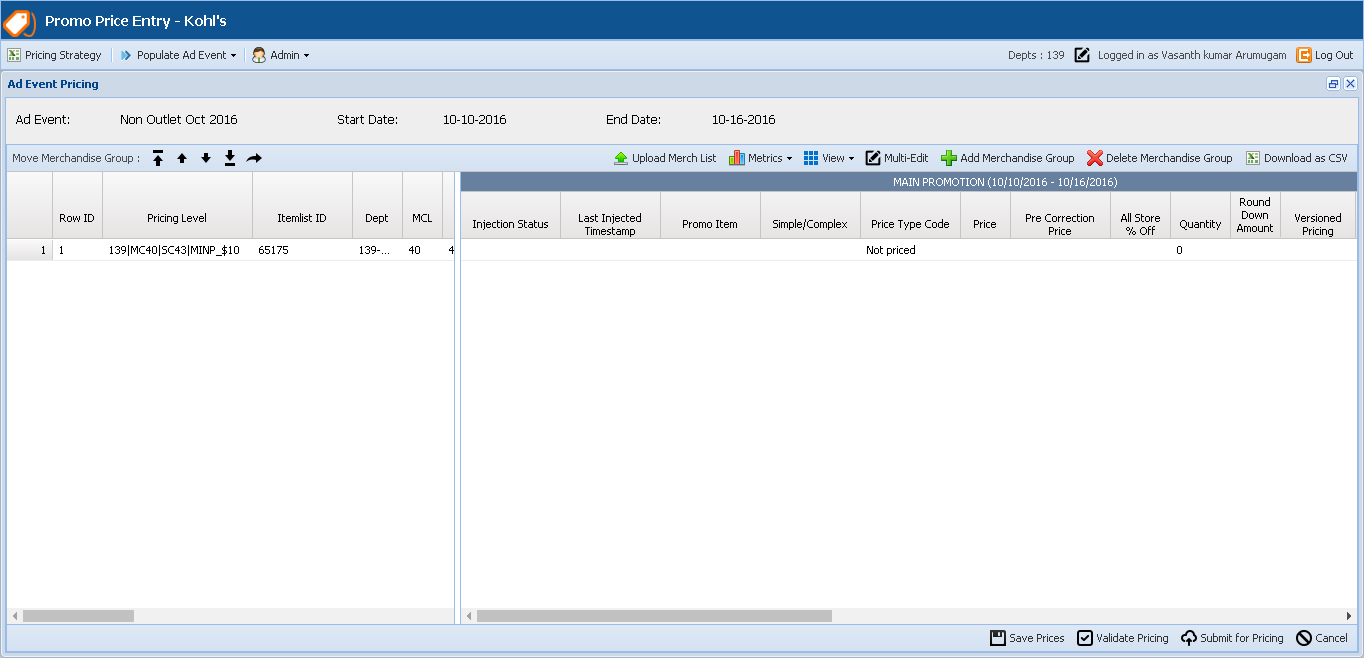 Promo Price Entry - Kohl's
Pricing Strategy Populate Ad Event Admin Depts : 139 Logged in as Vasanth kumar Arumugam Log Out
Ad Event Pricing
Ad Event: Non Outlet Oct 2016 Start Date: 10-10-2016 End Date: 10-16-2016
Move Merchandise Group : Upload Merch List Metrics View Multi-Edit Add Merchandise Group Delete Merchandise Group Download as CSV
MAIN PROMOTION (10/10/2016 - 10/16/2016)
Row ID Pricing Level Itemlist ID Dept MCL
Injection Status Last Injected Timestamp Promo Item Simple/Complex Price Type Code Price Pre Correction Price All Store % Off Quantity Round Down Amount Versioned Pricing
1 1 139|MC40|SC43|MINP_$10 65175 139-... 40 4 Not priced 0
Save Prices Validate Pricing Submit for Pricing Cancel